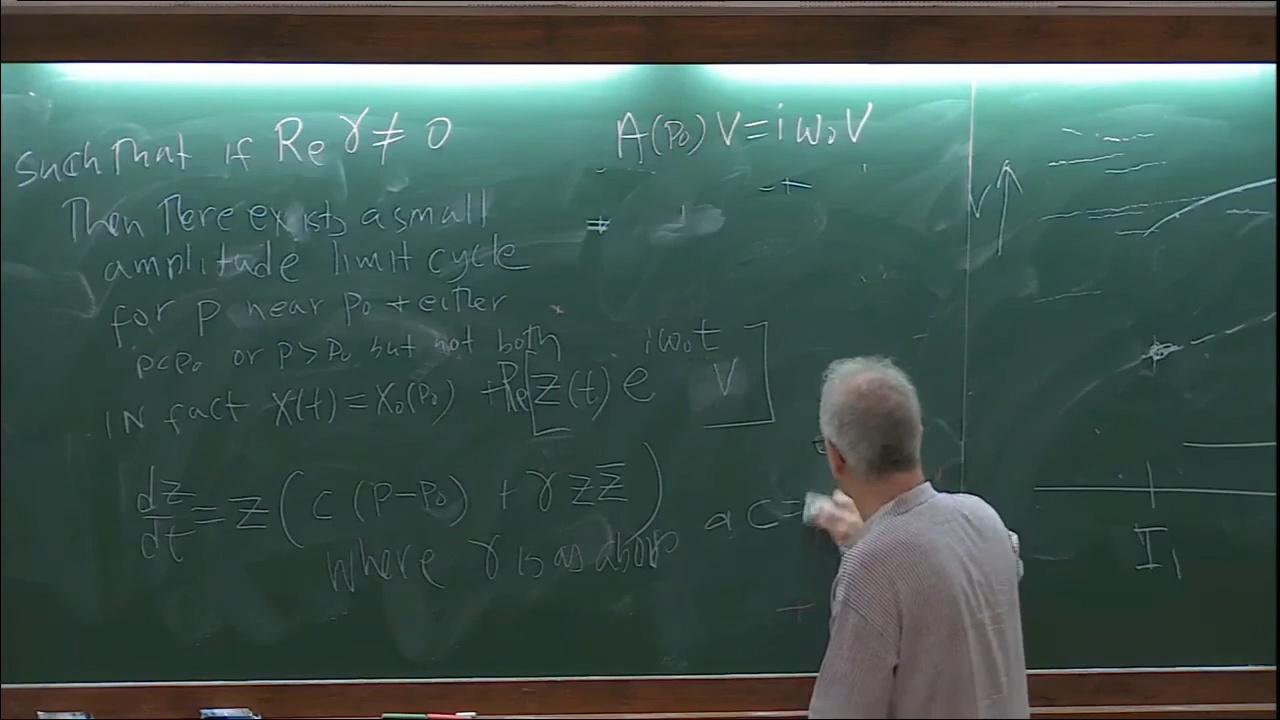 such that if Re γ ≠ 0
Then there exists a small
amplitude limit cycle
for p near p₀ + either
p<p₀ or p>p₀ but not both
IN fact X(t) = X₀(p₀) + Re[z(t) e^{iω₀t} V]
dz/dt = z(c(p-p₀) + γ z z̄)
where γ is as above
A(p₀)V = iω₀V
a c =
V ↑
I₁